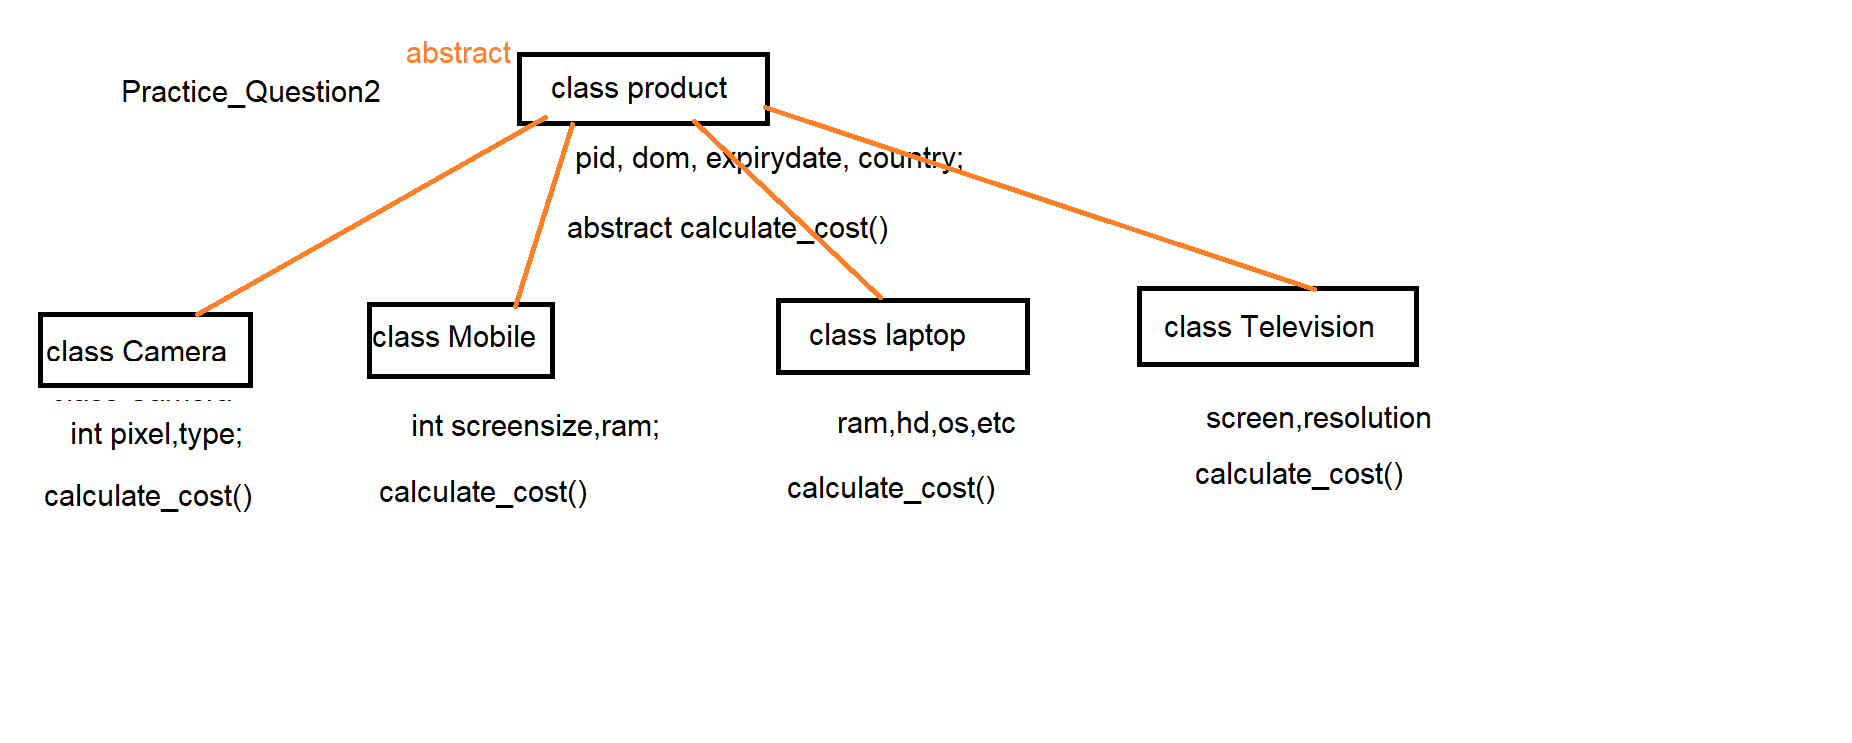 abstract
Practice_Question2
class product
pid, dom, expirydate, country;
abstract calculate_cost()
class Camera
int pixel,type;
calculate_cost()
class Mobile
int screensize,ram;
calculate_cost()
class laptop
ram,hd,os,etc
calculate_cost()
class Television
screen,resolution
calculate_cost()